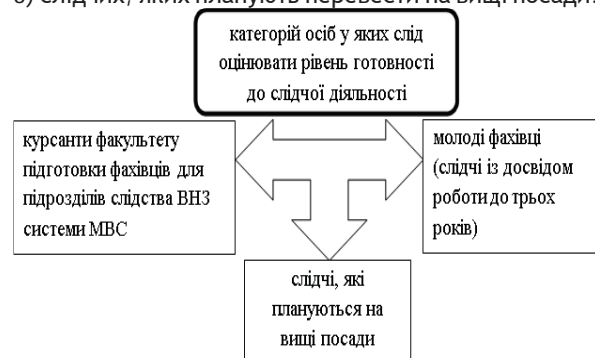 в) слідчих, яких планують перевести на вищі посади.
категорій осіб у яких слід
оцінювати рівень готовності
до слідчої діяльності
курсанти факультету
підготовки фахівців для
підрозділів слідства ВНЗ
системи МВС
молоді фахівці
(слідчі із досвідом
роботи до трьох
років)
слідчі, які
плануються на
вищі посади